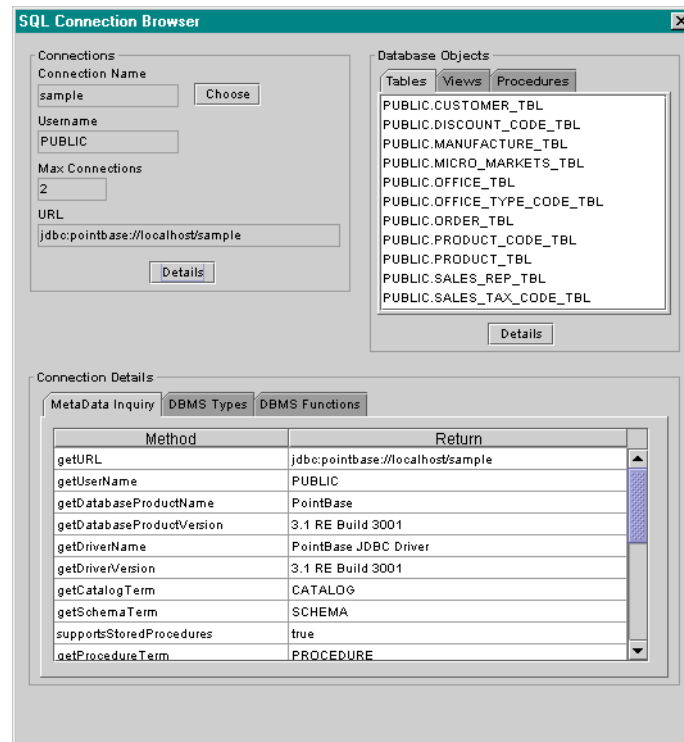 SQL Connection Browser
Connections
Connection Name
sample
Choose
Username
PUBLIC
Max Connections
2
URL
jdbc:pointbase://localhost/sample
Details
Database Objects
Tables Views Procedures
PUBLIC.CUSTOMER_TBL
PUBLIC.DISCOUNT_CODE_TBL
PUBLIC.MANUFACTURE_TBL
PUBLIC.MICRO_MARKETS_TBL
PUBLIC.OFFICE_TBL
PUBLIC.OFFICE_TYPE_CODE_TBL
PUBLIC.ORDER_TBL
PUBLIC.PRODUCT_CODE_TBL
PUBLIC.PRODUCT_TBL
PUBLIC.SALES_REP_TBL
PUBLIC.SALES_TAX_CODE_TBL
Details
Connection Details
MetaData Inquiry DBMS Types DBMS Functions
Method Return
getURL jdbc:pointbase://localhost/sample
getUserName PUBLIC
getDatabaseProductName PointBase
getDatabaseProductVersion 3.1 RE Build 3001
getDriverName PointBase JDBC Driver
getDriverVersion 3.1 RE Build 3001
getCatalogTerm CATALOG
getSchemaTerm SCHEMA
supportsStoredProcedures true
getProcedureTerm PROCEDURE